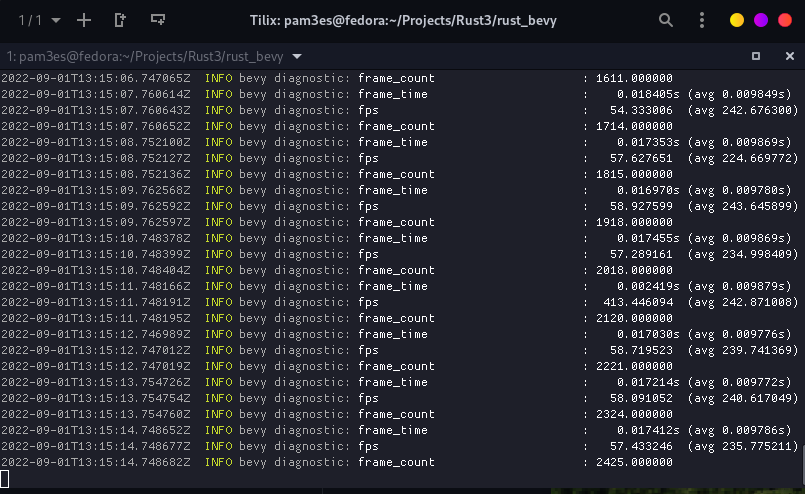 1 / 1
Tilix: pam3es@fedora:~/Projects/Rust3/rust_bevy
1: pam3es@fedora:~/Projects/Rust3/rust_bevy
2022-09-01T13:15:06.747065Z INFO bevy diagnostic: frame_count : 1611.000000
2022-09-01T13:15:07.760614Z INFO bevy diagnostic: frame_time : 0.018405s (avg 0.009849s)
2022-09-01T13:15:07.760643Z INFO bevy diagnostic: fps : 54.333006 (avg 242.676300)
2022-09-01T13:15:07.760652Z INFO bevy diagnostic: frame_count : 1714.000000
2022-09-01T13:15:08.752100Z INFO bevy diagnostic: frame_time : 0.017353s (avg 0.009869s)
2022-09-01T13:15:08.752127Z INFO bevy diagnostic: fps : 57.627651 (avg 224.669772)
2022-09-01T13:15:08.752136Z INFO bevy diagnostic: frame_count : 1815.000000
2022-09-01T13:15:09.762568Z INFO bevy diagnostic: frame_time : 0.016970s (avg 0.009780s)
2022-09-01T13:15:09.762592Z INFO bevy diagnostic: fps : 58.927599 (avg 243.645899)
2022-09-01T13:15:09.762597Z INFO bevy diagnostic: frame_count : 1918.000000
2022-09-01T13:15:10.748378Z INFO bevy diagnostic: frame_time : 0.017455s (avg 0.009869s)
2022-09-01T13:15:10.748399Z INFO bevy diagnostic: fps : 57.289161 (avg 234.998409)
2022-09-01T13:15:10.748404Z INFO bevy diagnostic: frame_count : 2018.000000
2022-09-01T13:15:11.748166Z INFO bevy diagnostic: frame_time : 0.002419s (avg 0.009879s)
2022-09-01T13:15:11.748191Z INFO bevy diagnostic: fps : 413.446094 (avg 242.871008)
2022-09-01T13:15:11.748195Z INFO bevy diagnostic: frame_count : 2120.000000
2022-09-01T13:15:12.746989Z INFO bevy diagnostic: frame_time : 0.017030s (avg 0.009776s)
2022-09-01T13:15:12.747012Z INFO bevy diagnostic: fps : 58.719523 (avg 239.741369)
2022-09-01T13:15:12.747019Z INFO bevy diagnostic: frame_count : 2221.000000
2022-09-01T13:15:13.754726Z INFO bevy diagnostic: frame_time : 0.017214s (avg 0.009772s)
2022-09-01T13:15:13.754754Z INFO bevy diagnostic: fps : 58.091052 (avg 240.617049)
2022-09-01T13:15:13.754760Z INFO bevy diagnostic: frame_count : 2324.000000
2022-09-01T13:15:14.748652Z INFO bevy diagnostic: frame_time : 0.017412s (avg 0.009786s)
2022-09-01T13:15:14.748677Z INFO bevy diagnostic: fps : 57.433246 (avg 235.775211)
2022-09-01T13:15:14.748682Z INFO bevy diagnostic: frame_count : 2425.000000